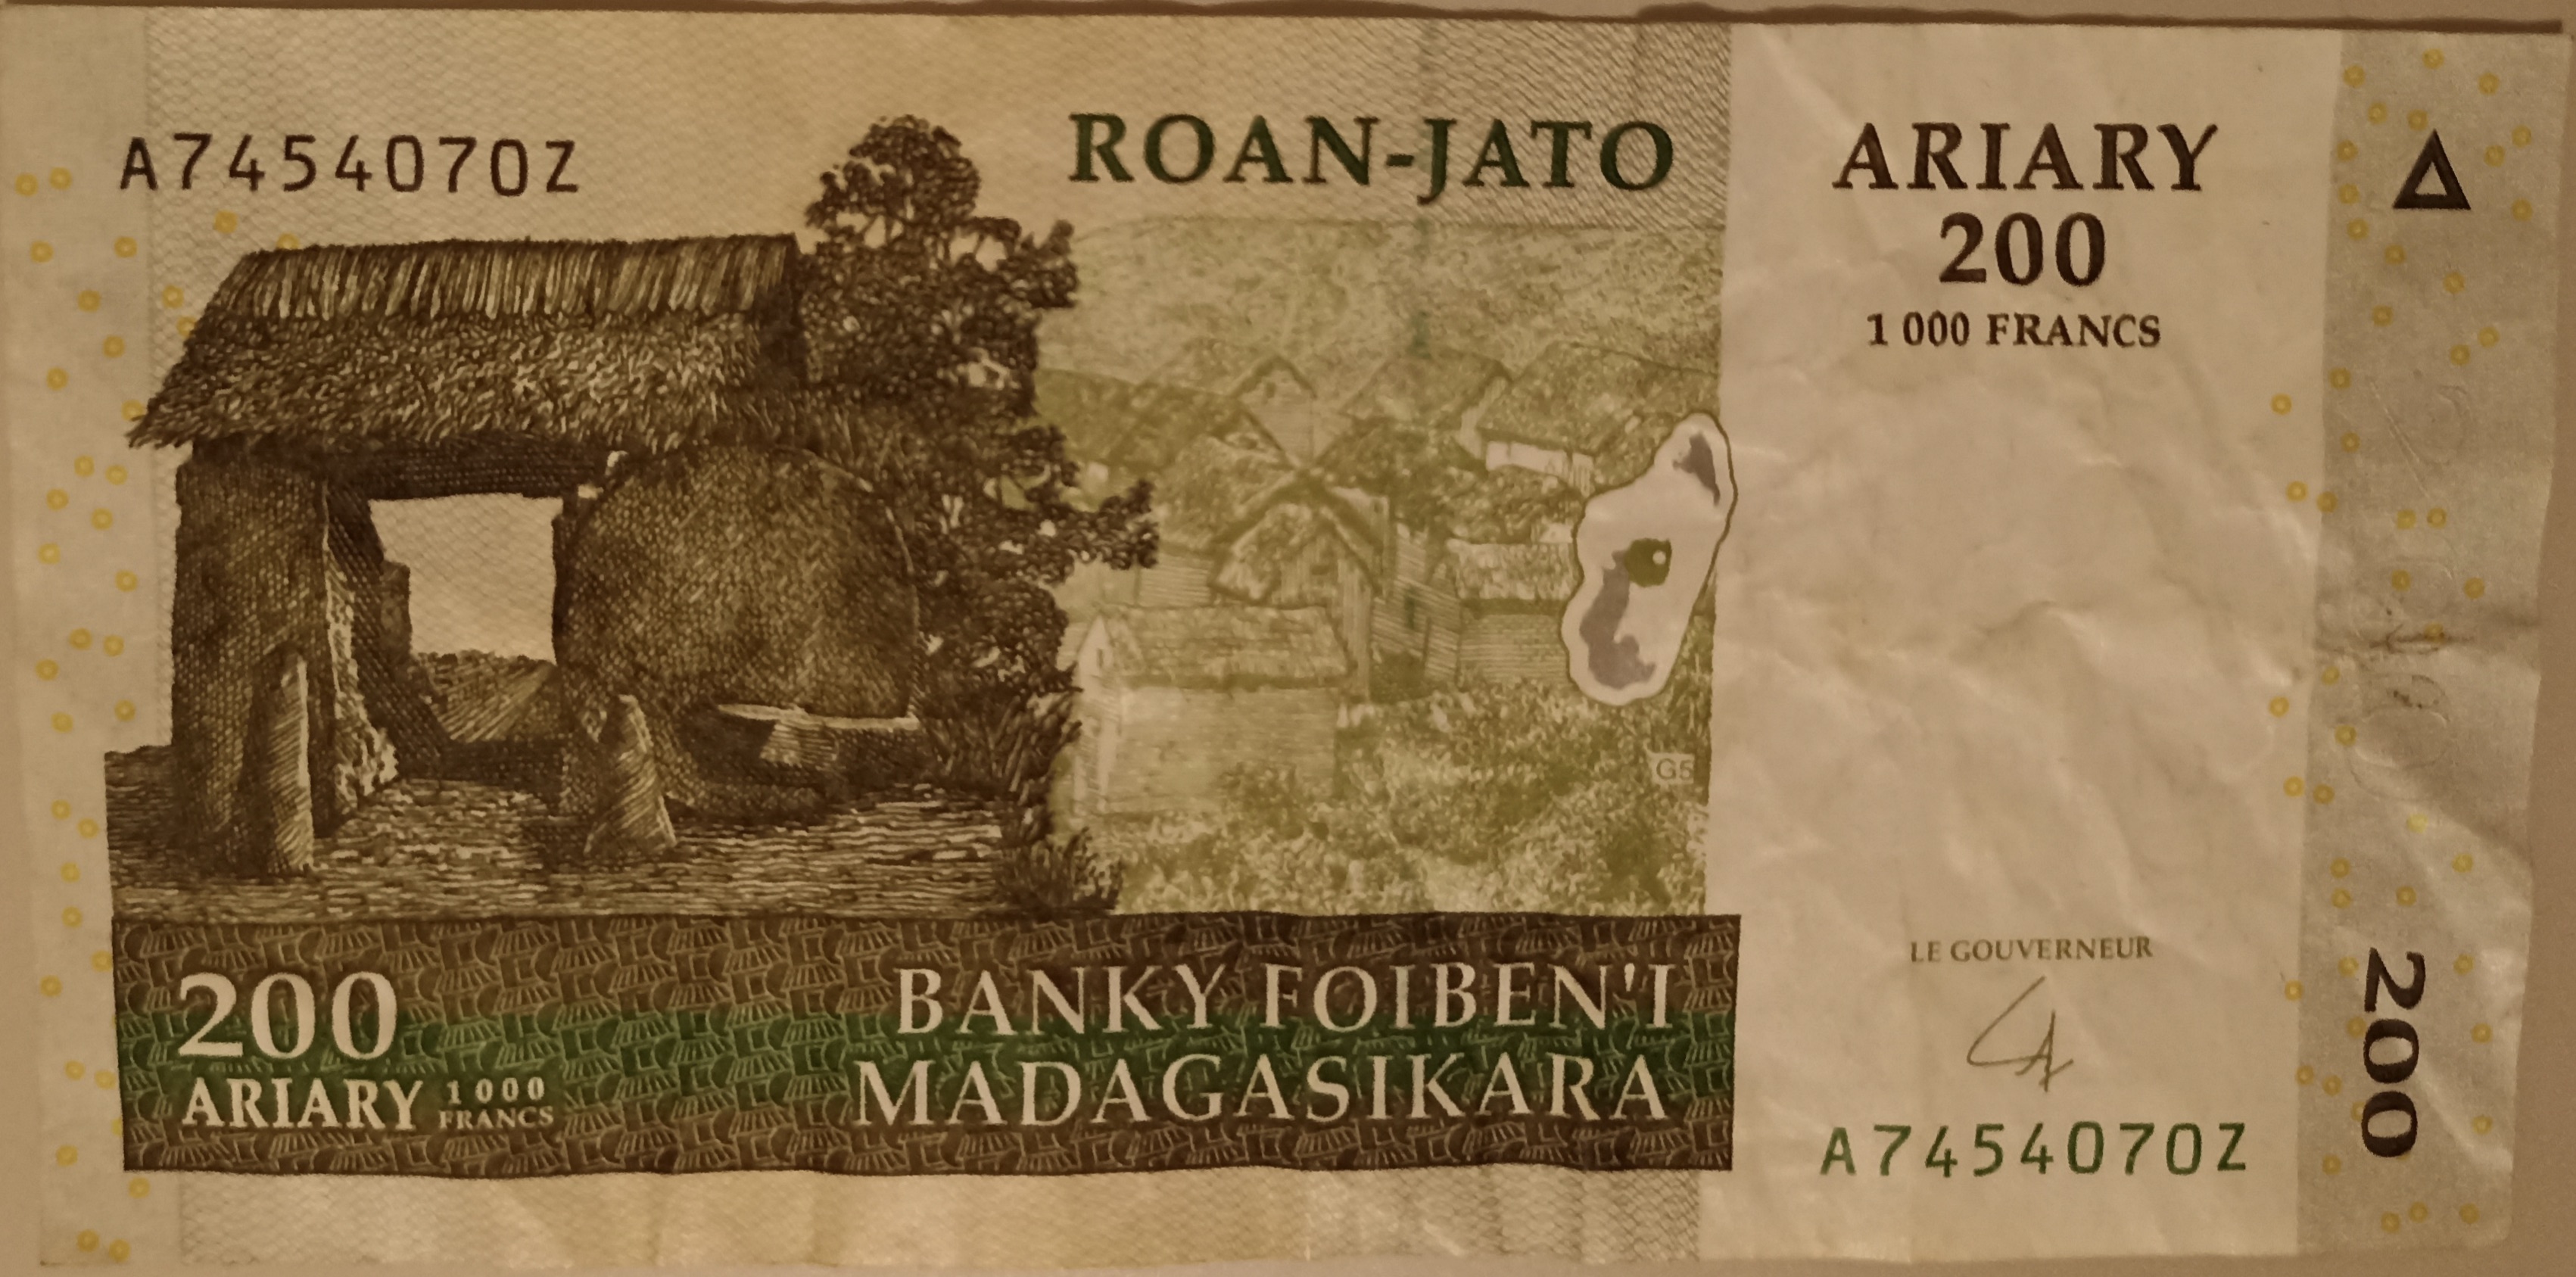 A7454070Z
ROAN-JATO
ARIARY
200
1 000 FRANCS
G5
200
ARIARY 1 000 FRANCS
BANKY FOIBEN'I
MADAGASIKARA
LE GOUVERNEUR
A7454070Z
200